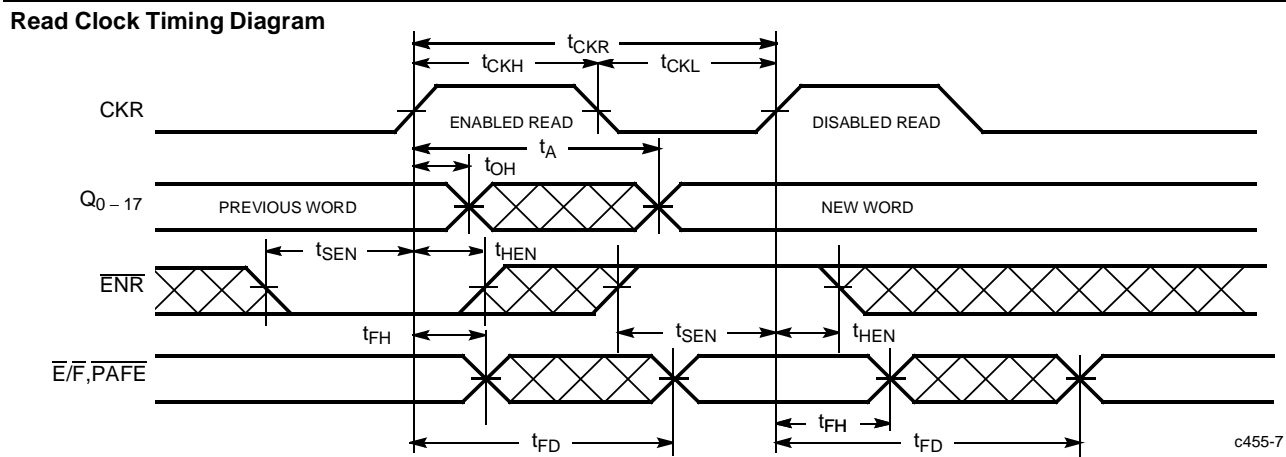 Read Clock Timing Diagram
tCKR
tCKH
tCKL
CKR
ENABLED READ
DISABLED READ
tA
tOH
Q0 – 17
PREVIOUS WORD
NEW WORD
tSEN
tHEN
ENR
tFH
tSEN
tHEN
E/F,PAFE
tFH
tFD
tFD
c455-7